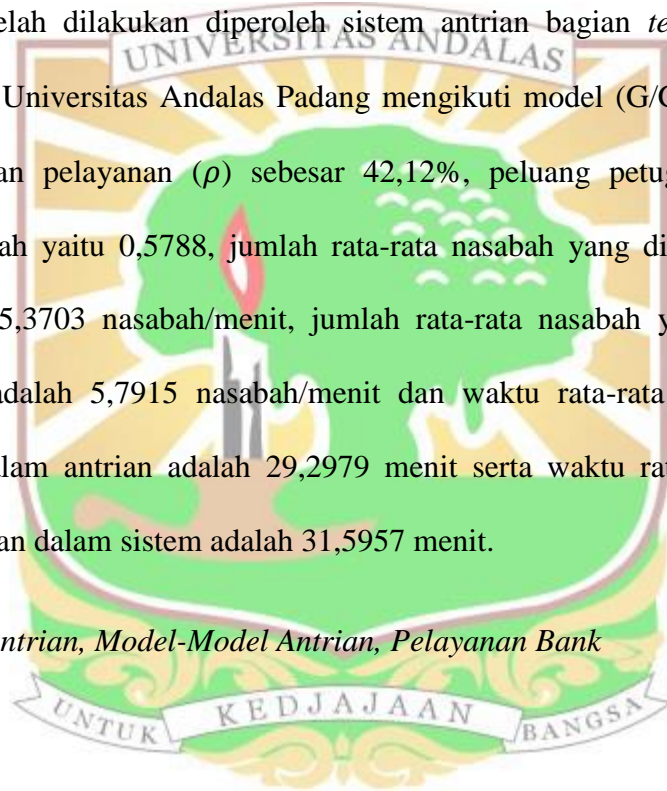 elah dilakukan diperoleh sistem antrian bagian te
UNIVERSITAS ANDALAS
Universitas Andalas Padang mengikuti model (G/G
an pelayanan (ρ) sebesar 42,12%, peluang petug
ah yaitu 0,5788, jumlah rata-rata nasabah yang di
5,3703 nasabah/menit, jumlah rata-rata nasabah y
adalah 5,7915 nasabah/menit dan waktu rata-rata
alam antrian adalah 29,2979 menit serta waktu rat
an dalam sistem adalah 31,5957 menit.
ntrian, Model-Model Antrian, Pelayanan Bank
UNTUK KEDJAJAAN BANGSA